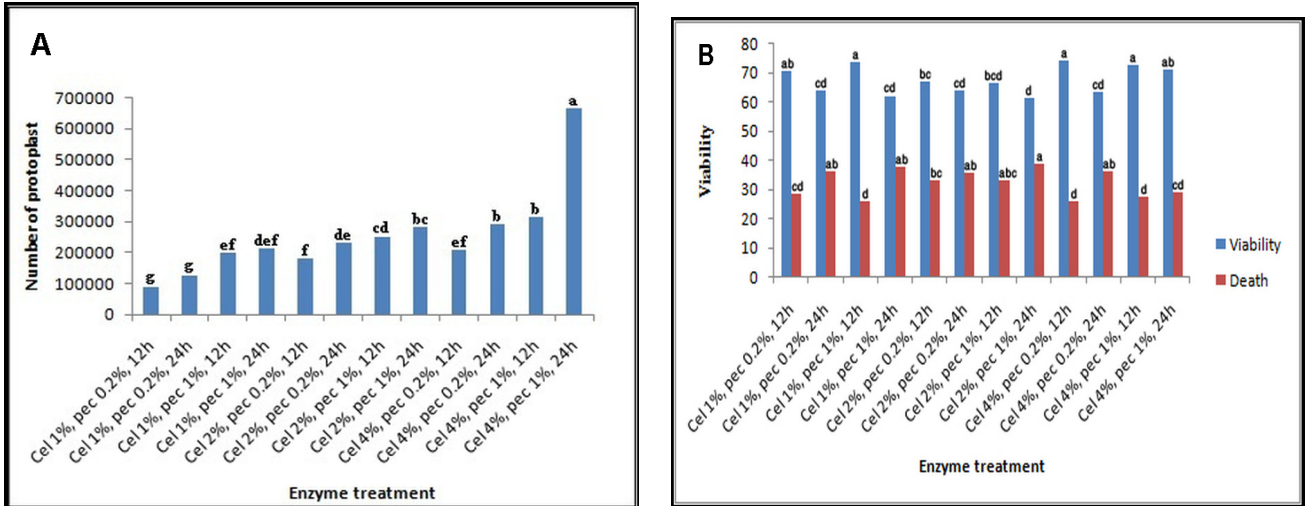 A
Number of protoplast
700000
600000
500000
400000
300000
200000
100000
0
g
g
ef
def
f
de
cd
bc
ef
b
b
a
Cel 1%, pec 0.2%, 12h
Cel 1%, pec 0.2%, 24h
Cel 1%, pec 1%, 12h
Cel 1%, pec 1%, 24h
Cel 2%, pec 0.2%, 12h
Cel 2%, pec 0.2%, 24h
Cel 2%, pec 1%, 12h
Cel 2%, pec 1%, 24h
Cel 4%, pec 0.2%, 12h
Cel 4%, pec 0.2%, 24h
Cel 4%, pec 1%, 12h
Cel 4%, pec 1%, 24h
Enzyme treatment
B
Viability
80
70
60
50
40
30
20
10
0
ab
cd
cd
ab
a
d
cd
ab
bc
bc
cd
ab
bcd
abc
d
a
a
d
cd
ab
a
d
ab
cd
Viability
Death
Cel 1%, pec 0.2%, 12h
Cel 1%, pec 0.2%, 24h
Cel 1%, pec 1%, 12h
Cel 1%, pec 1%, 24h
Cel 2%, pec 0.2%, 12h
Cel 2%, pec 0.2%, 24h
Cel 2%, pec 1%, 12h
Cel 2%, pec 1%, 24h
Cel 4%, pec 0.2%, 12h
Cel 4%, pec 0.2%, 24h
Cel 4%, pec 1%, 12h
Cel 4%, pec 1%, 24h
Enzyme treatment